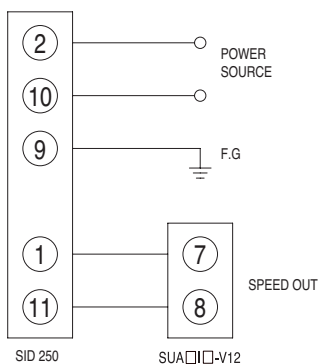 2
POWER
SOURCE
10
9
F.G
1
7
SPEED OUT
11
8
SID 250
SUA□I□-V12